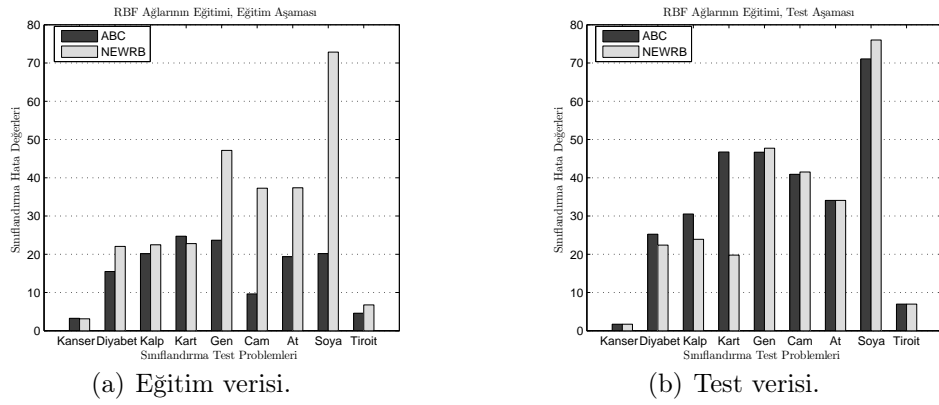 RBF Ağlarının Eğitimi, Eğitim Aşaması
ABC
NEWRB
Sınıflandırma Hata Değerleri
80
70
60
50
40
30
20
10
0
Kanser Diyabet Kalp Kart Gen Cam At Soya Tiroit
Sınıflandırma Test Problemleri
(a) Eğitim verisi.
RBF Ağlarının Eğitimi, Test Aşaması
ABC
NEWRB
Sınıflandırma Hata Değerleri
80
70
60
50
40
30
20
10
0
Kanser Diyabet Kalp Kart Gen Cam At Soya Tiroit
Sınıflandırma Test Problemleri
(b) Test verisi.